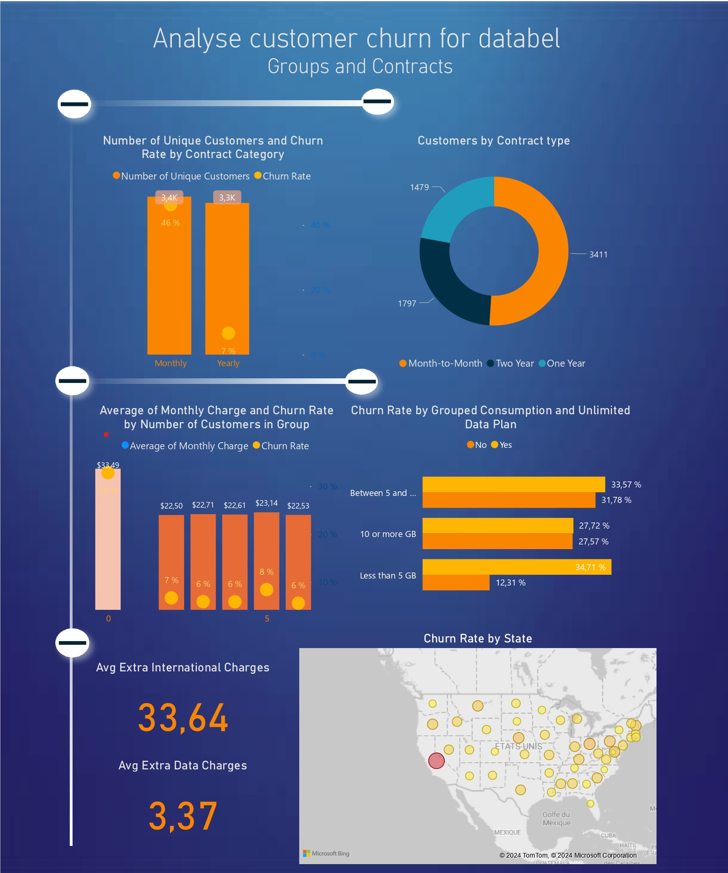 Analyse customer churn for databel
Groups and Contracts
Number of Unique Customers and Churn
Rate by Contract Category
Number of Unique Customers Churn Rate
3,4K
3,3K
46 %
7 %
Monthly Yearly
Customers by Contract type
1479
3411
1797
Month-to-Month Two Year One Year
Average of Monthly Charge and Churn Rate
by Number of Customers in Group
Average of Monthly Charge Churn Rate
$33,49
$22,50 $22,71 $22,61 $23,14 $22,53
7 % 6 % 6 % 8 % 6 %
0 5
Churn Rate by Grouped Consumption and Unlimited
Data Plan
No Yes
Between 5 and ... 33,57 %
31,78 %
10 or more GB 27,72 %
27,57 %
Less than 5 GB 34,71 %
12,31 %
Avg Extra International Charges
33,64
Avg Extra Data Charges
3,37
Churn Rate by State
ÉTATS-UNIS
Golfe du
Mexique
MEXIQUE
CUBA
Microsoft Bing
© 2024 TomTom, © 2024 Microsoft Corporation